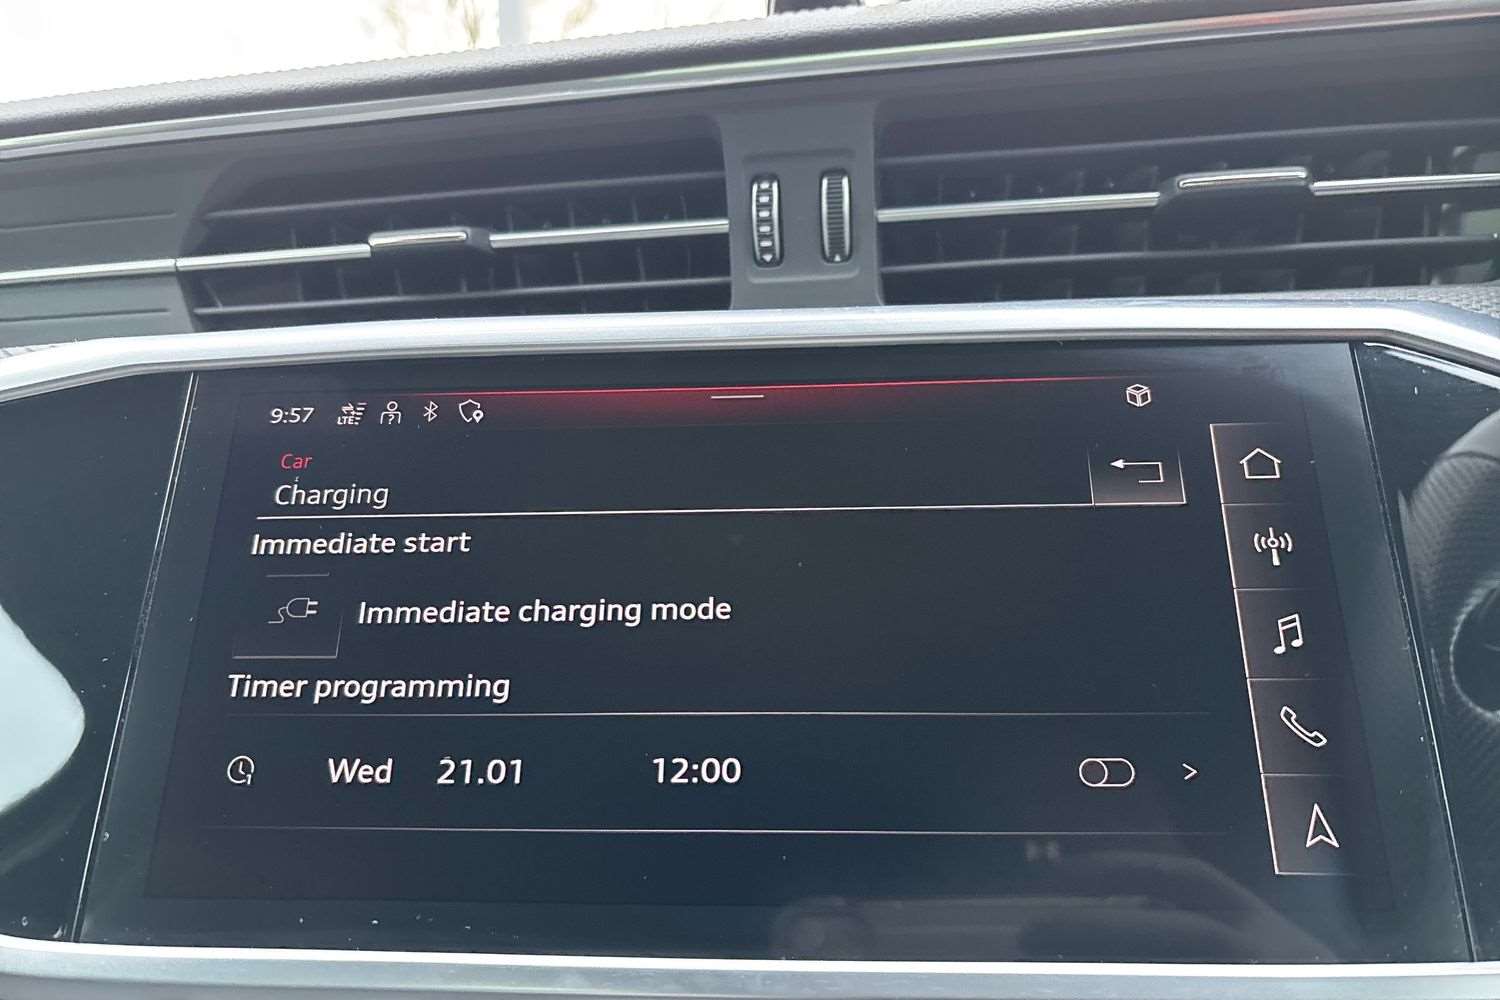 9:57 LTE
Car
Charging
Immediate start
Immediate charging mode
Timer programming
Wed 21.01 12:00